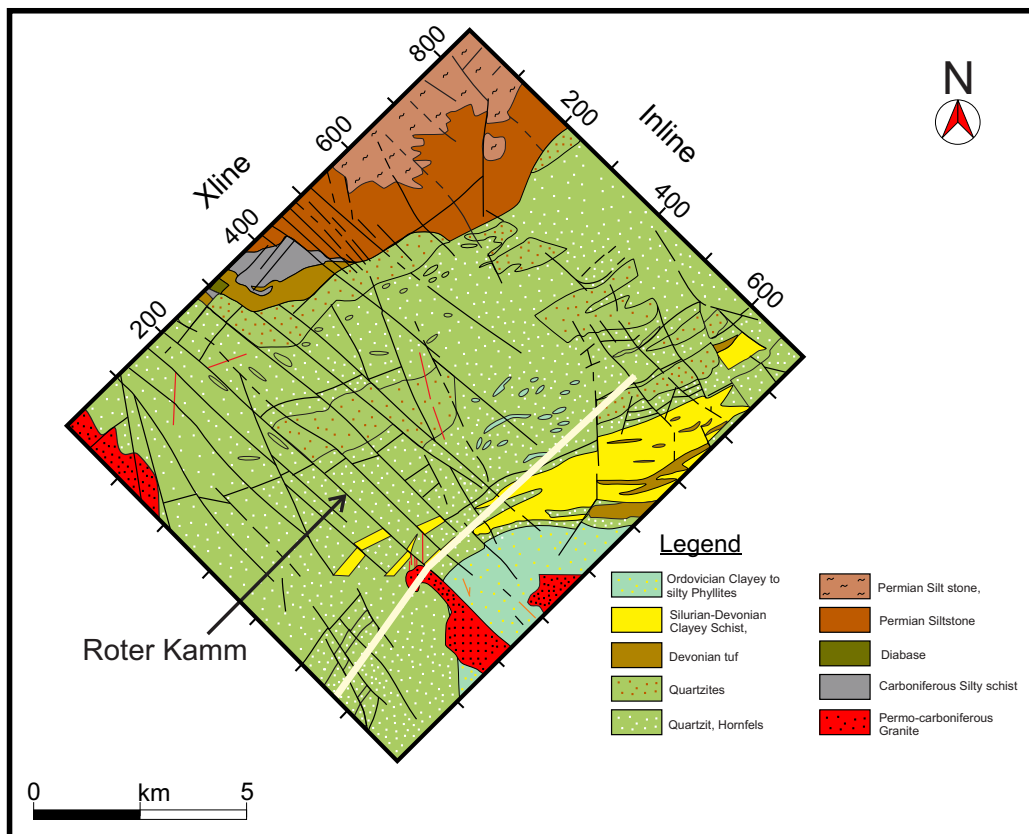 N
800
600
400
200
Xline
Inline
200
400
600
Roter Kamm
Legend
Ordovician Clayey to
silty Phyllites
Silurian-Devonian
Clayey Schist,
Devonian tuf
Quartzites
Quartzit, Hornfels
Permian Silt stone,
Permian Siltstone
Diabase
Carboniferous Silty schist
Permo-carboniferous
Granite
0 km 5